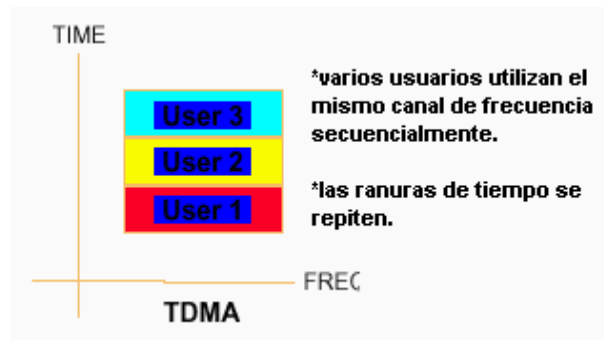 TIME
*varios usuarios utilizan el
mismo canal de frecuencia
secuencialmente.
User 3
User 2
*las ranuras de tiempo se
repiten.
User 1
FREC
TDMA